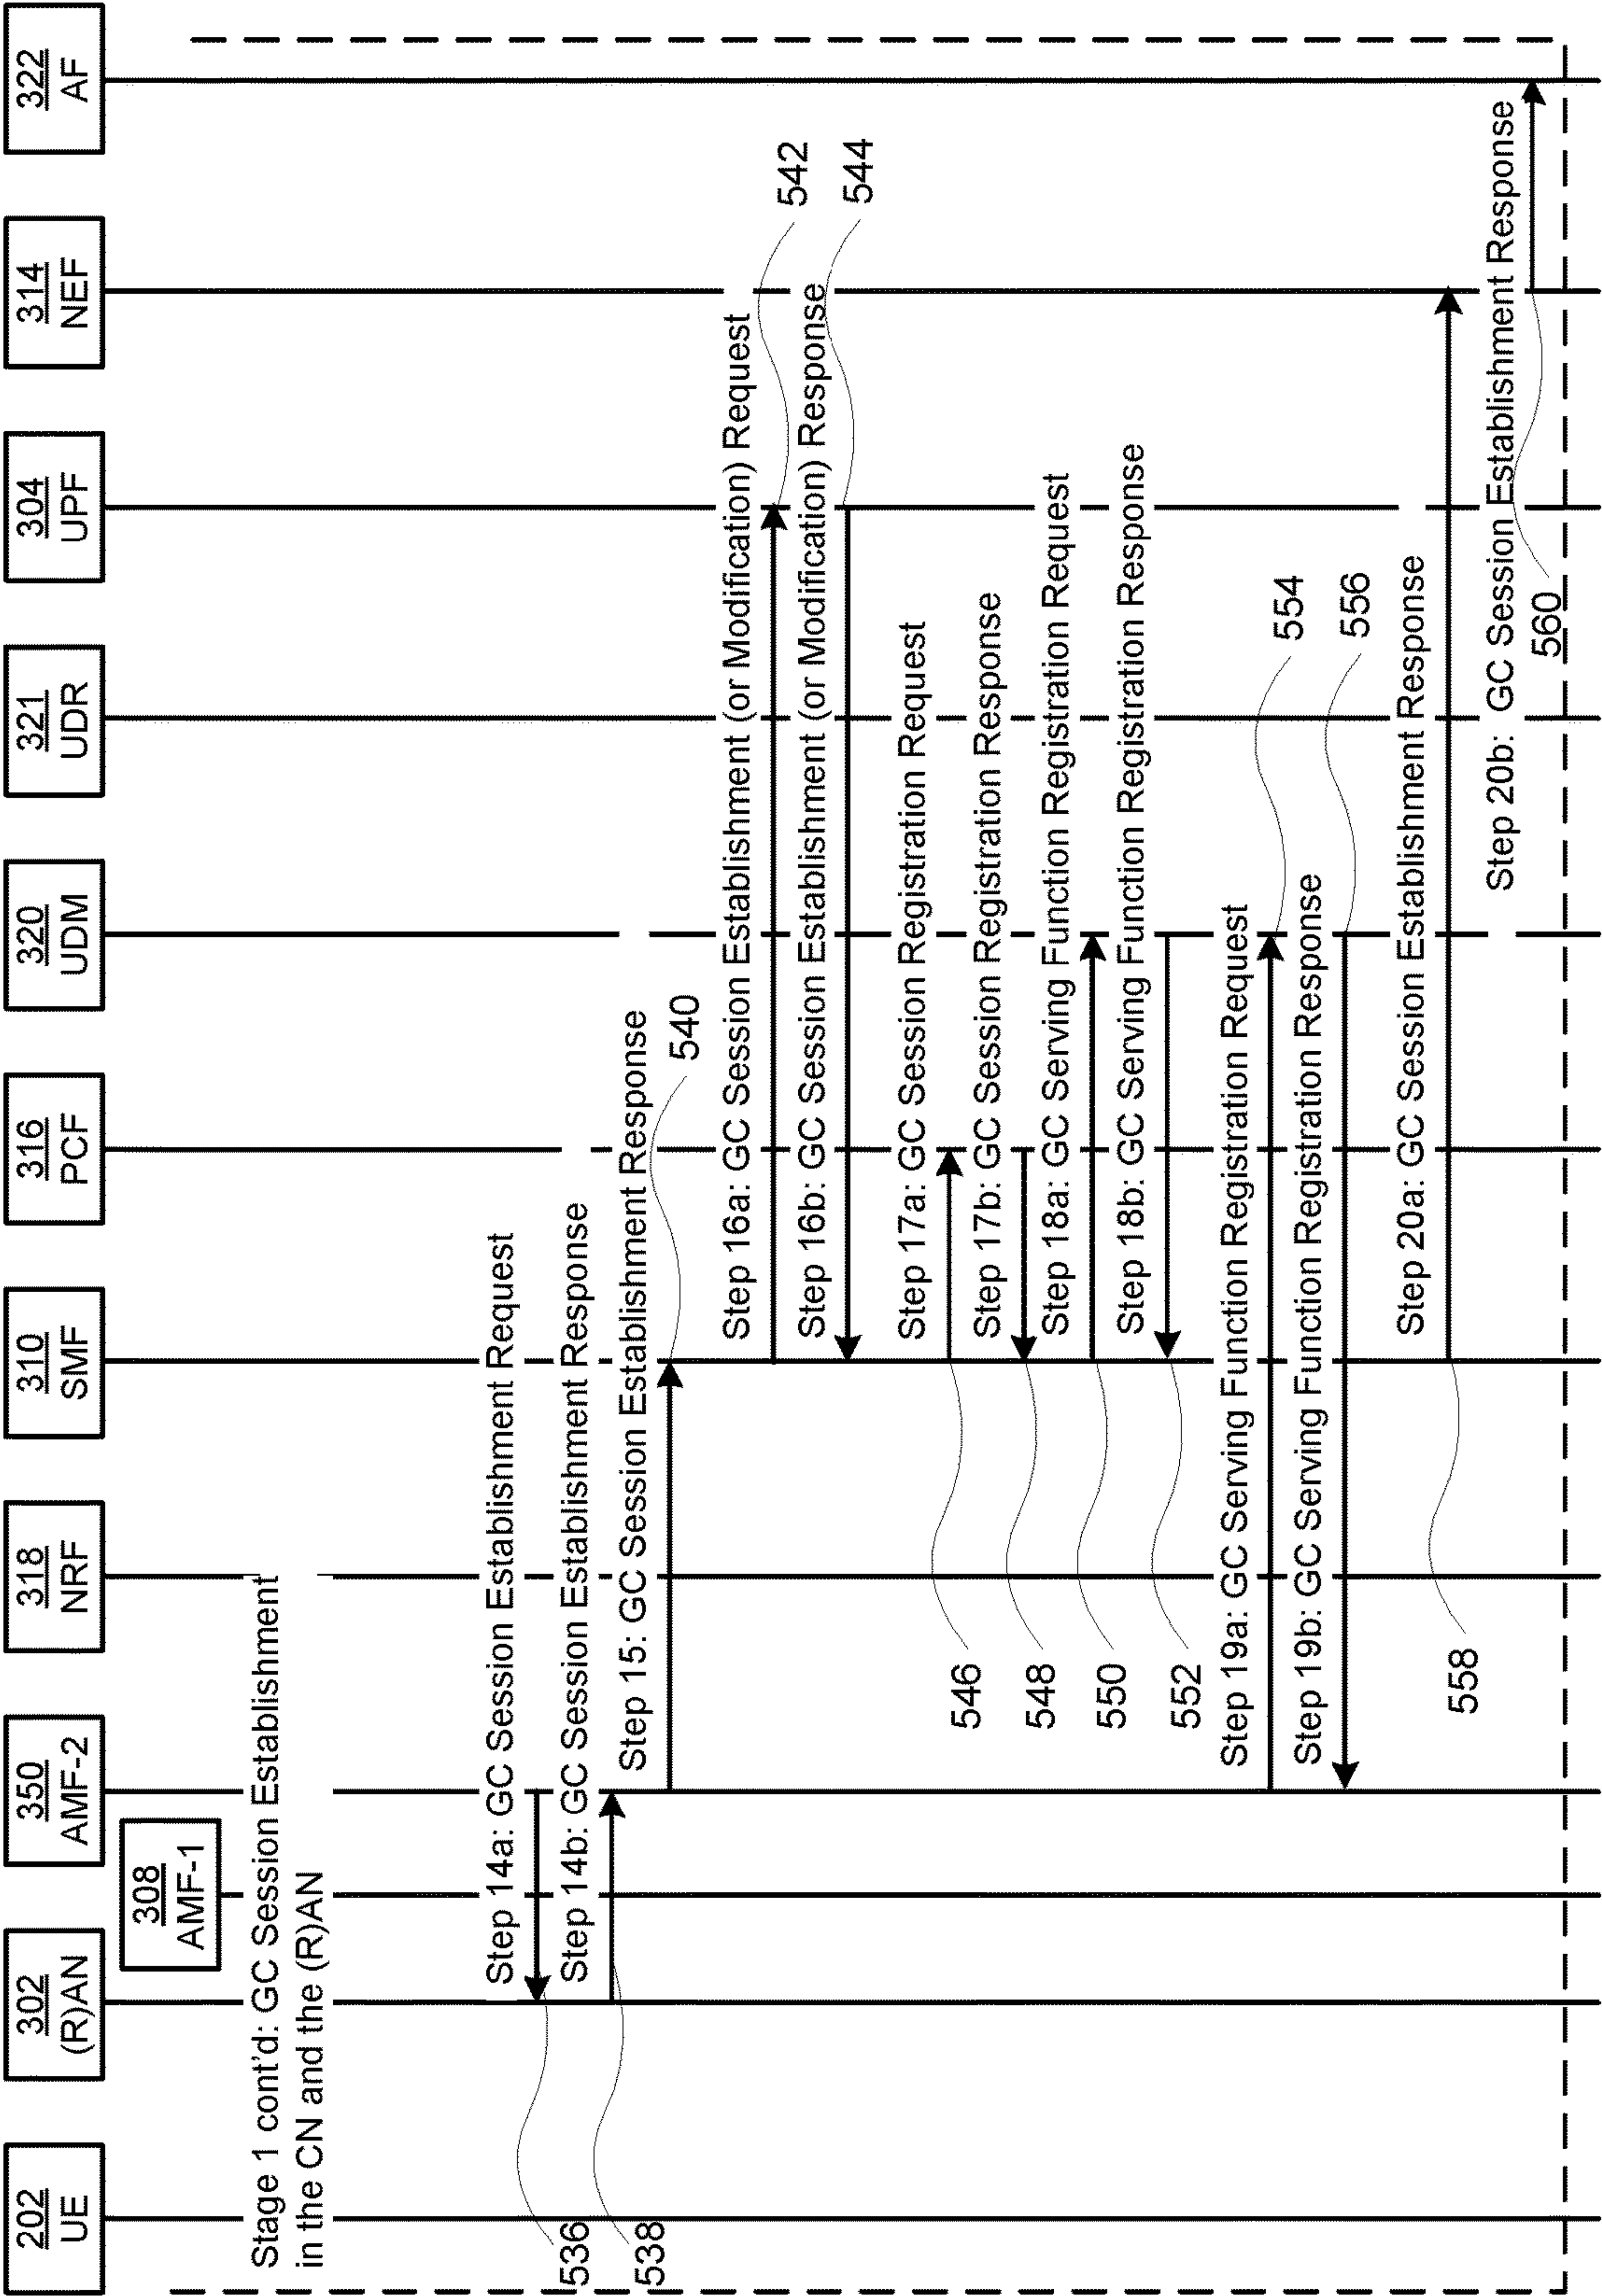 202
UE
302
(R)AN
308
AMF-1
350
AMF-2
318
NRF
310
SMF
316
PCF
320
UDM
321
UDR
304
UPF
314
NEF
322
AF
Stage 1 cont'd: GC Session Establishment
in the CN and the (R)AN
Step 14a: GC Session Establishment Request
536
Step 14b: GC Session Establishment Response
538
Step 15: GC Session Establishment Response
540
Step 16a: GC Session Establishment (or Modification) Request
542
Step 16b: GC Session Establishment (or Modification) Response
544
Step 17a: GC Session Registration Request
546
Step 17b: GC Session Registration Response
548
Step 18a: GC Serving Function Registration Request
550
Step 18b: GC Serving Function Registration Response
552
Step 19a: GC Serving Function Registration Request
554
Step 19b: GC Serving Function Registration Response
556
Step 20a: GC Session Establishment Response
558
Step 20b: GC Session Establishment Response
560